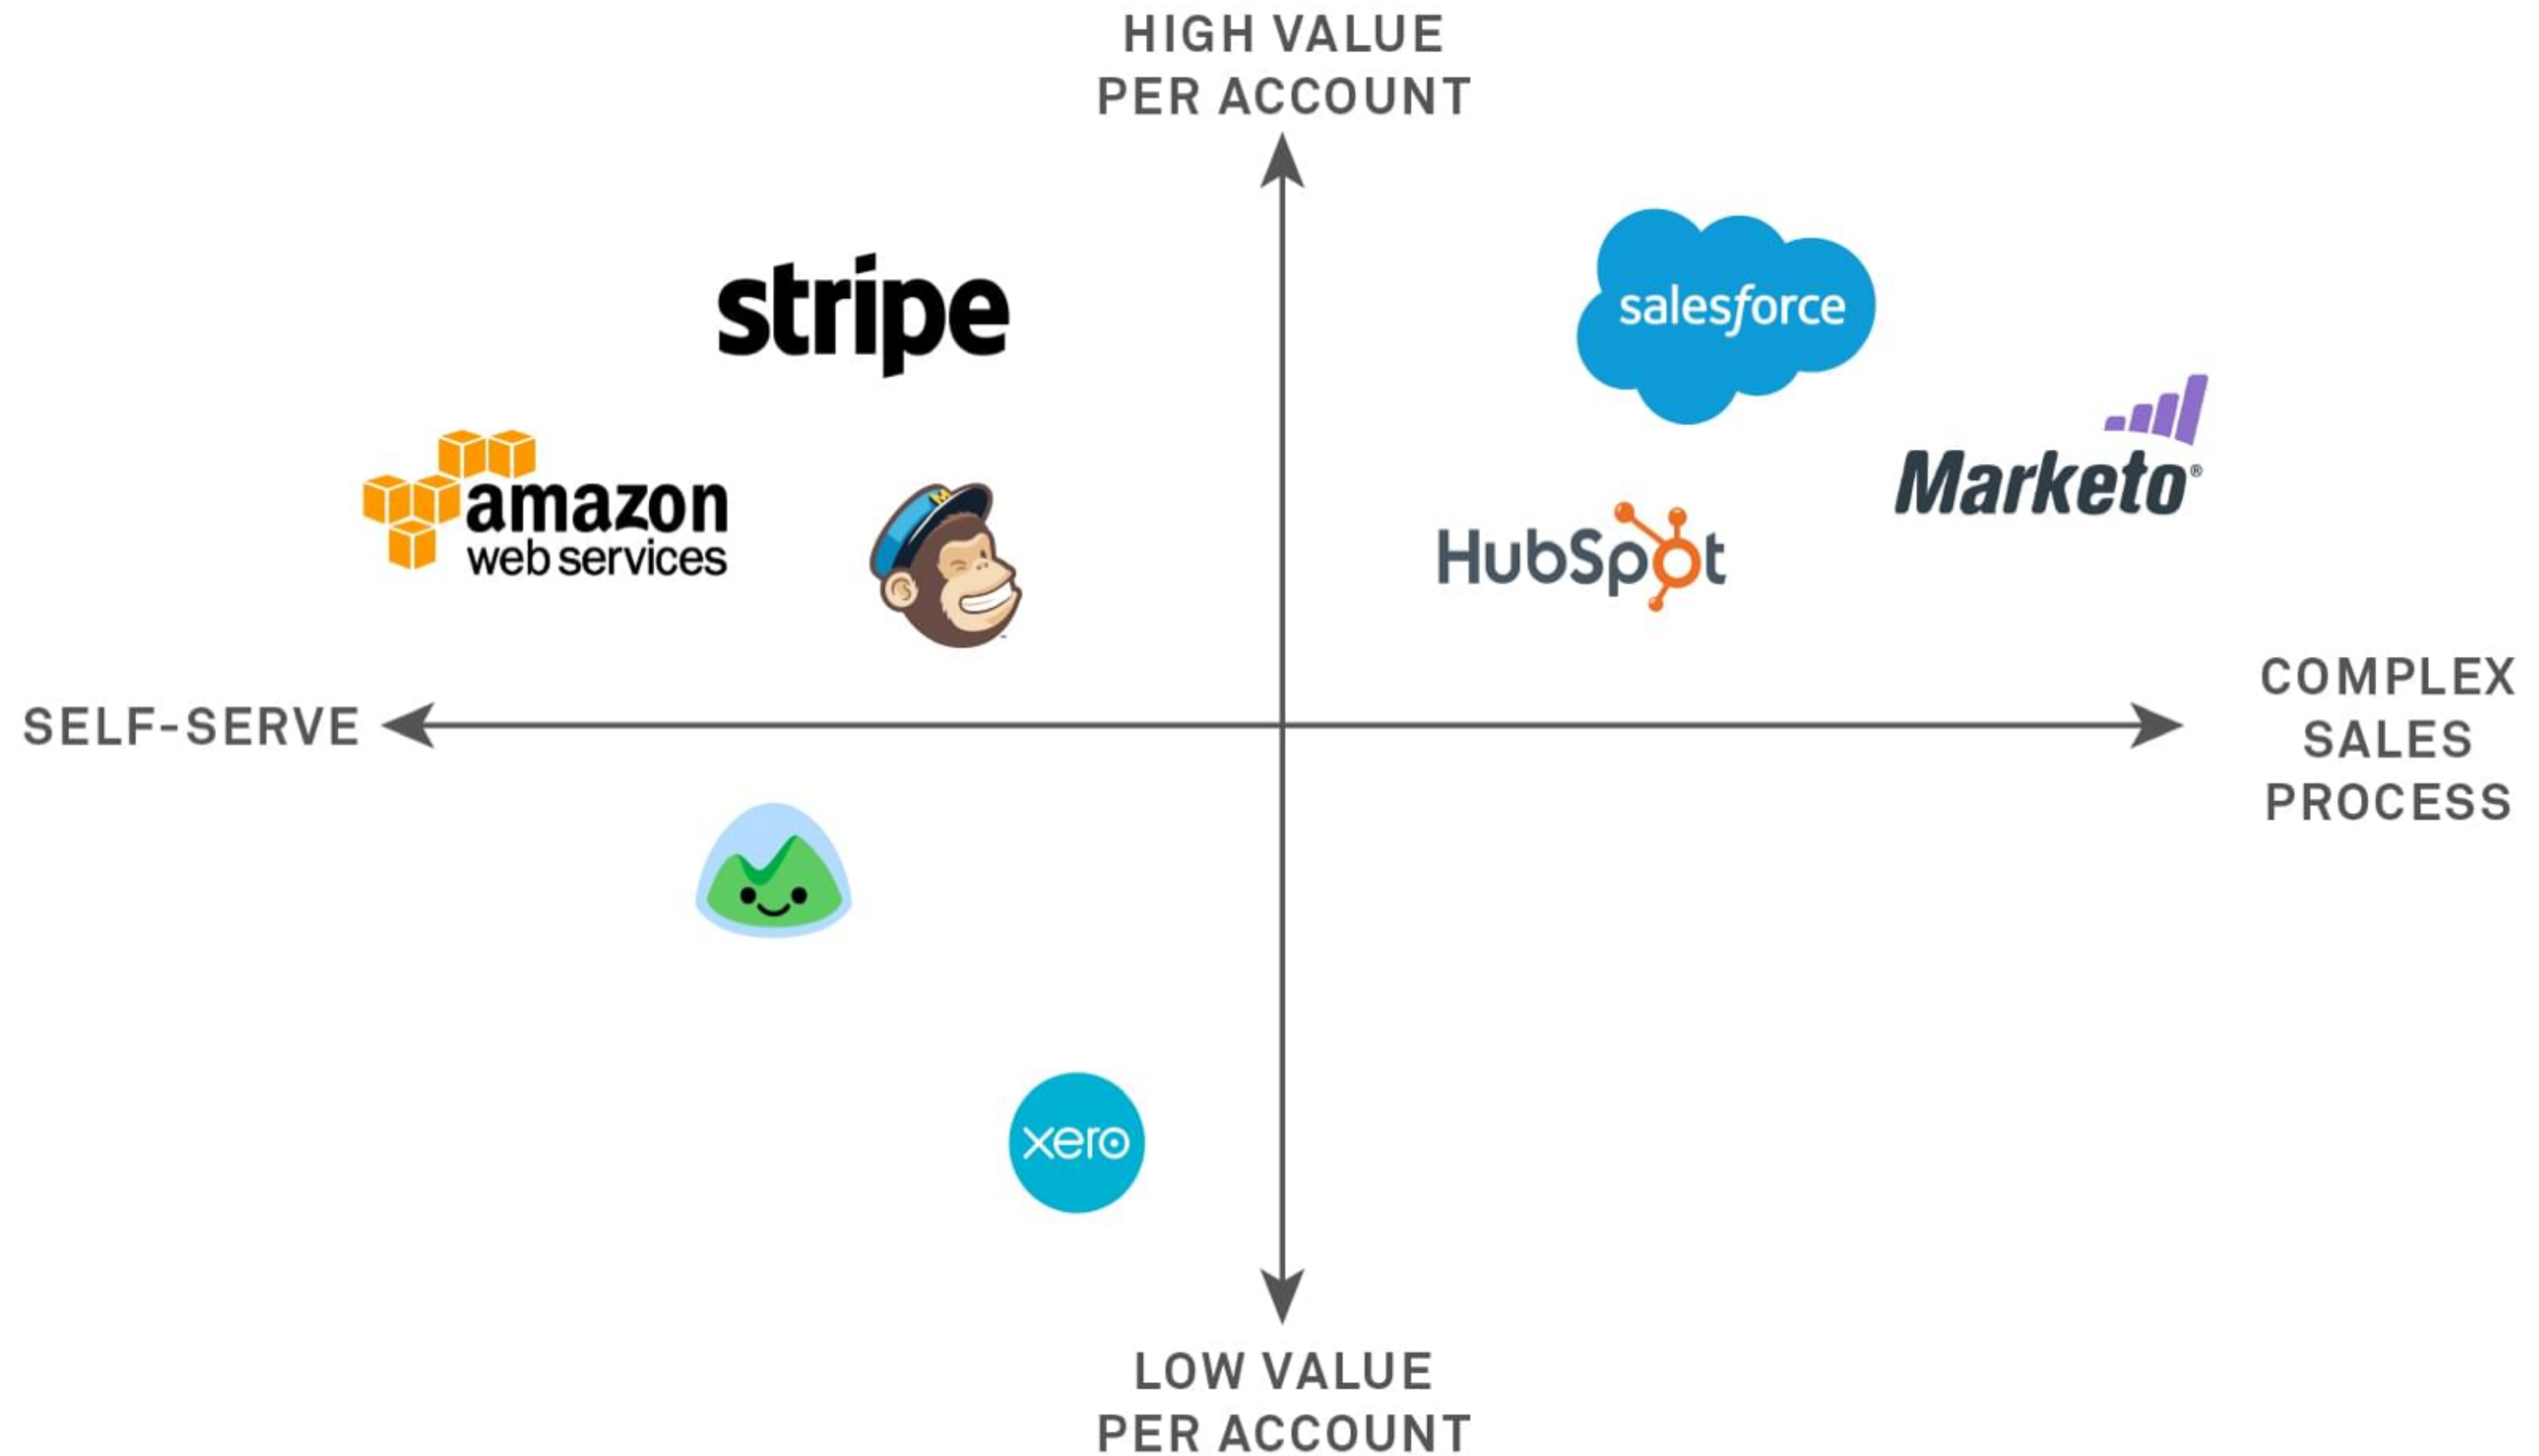 HIGH VALUE
PER ACCOUNT
stripe
salesforce
amazon
web services
M
Marketo®
HubSpot
SELF-SERVE
COMPLEX
SALES
PROCESS
xero
LOW VALUE
PER ACCOUNT